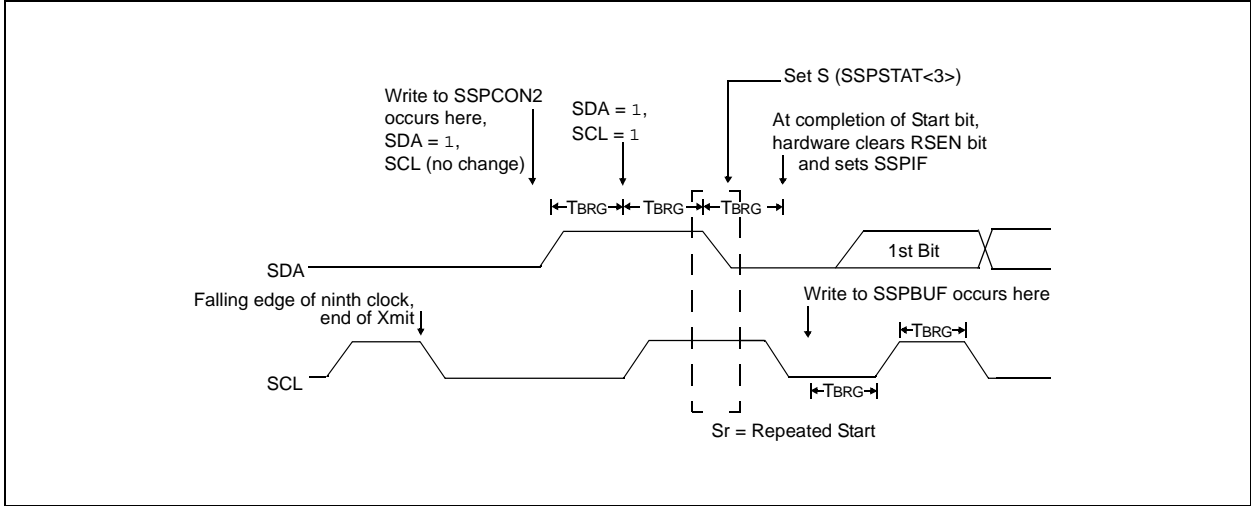 Write to SSPCON2
occurs here,
SDA = 1,
SCL (no change)
SDA = 1,
SCL = 1
Set S (SSPSTAT<3>)
At completion of Start bit,
hardware clears RSEN bit
and sets SSPIF
TBRG
TBRG
TBRG
SDA
1st Bit
Falling edge of ninth clock,
end of Xmit
Write to SSPBUF occurs here
TBRG
SCL
TBRG
Sr = Repeated Start